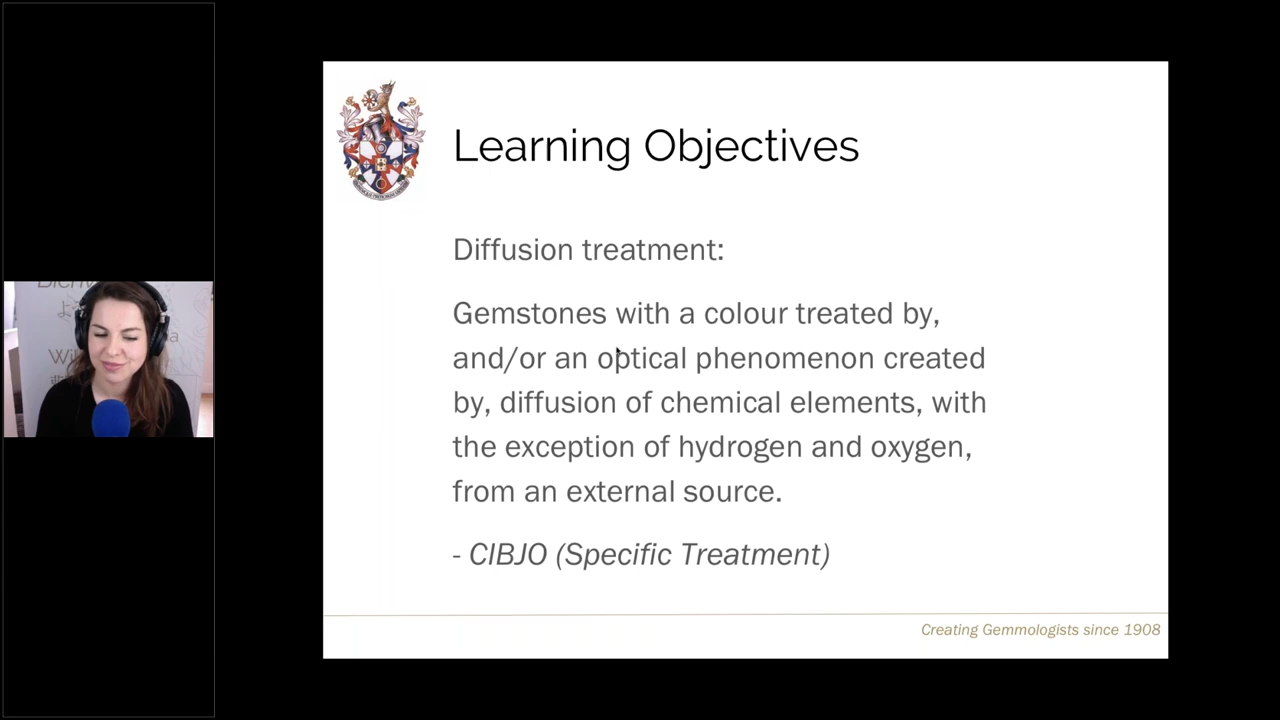 Learning Objectives
Diffusion treatment:
Gemstones with a colour treated by,
and/or an optical phenomenon created
by, diffusion of chemical elements, with
the exception of hydrogen and oxygen,
from an external source.
- CIBJO (Specific Treatment)
Creating Gemmologists since 1908